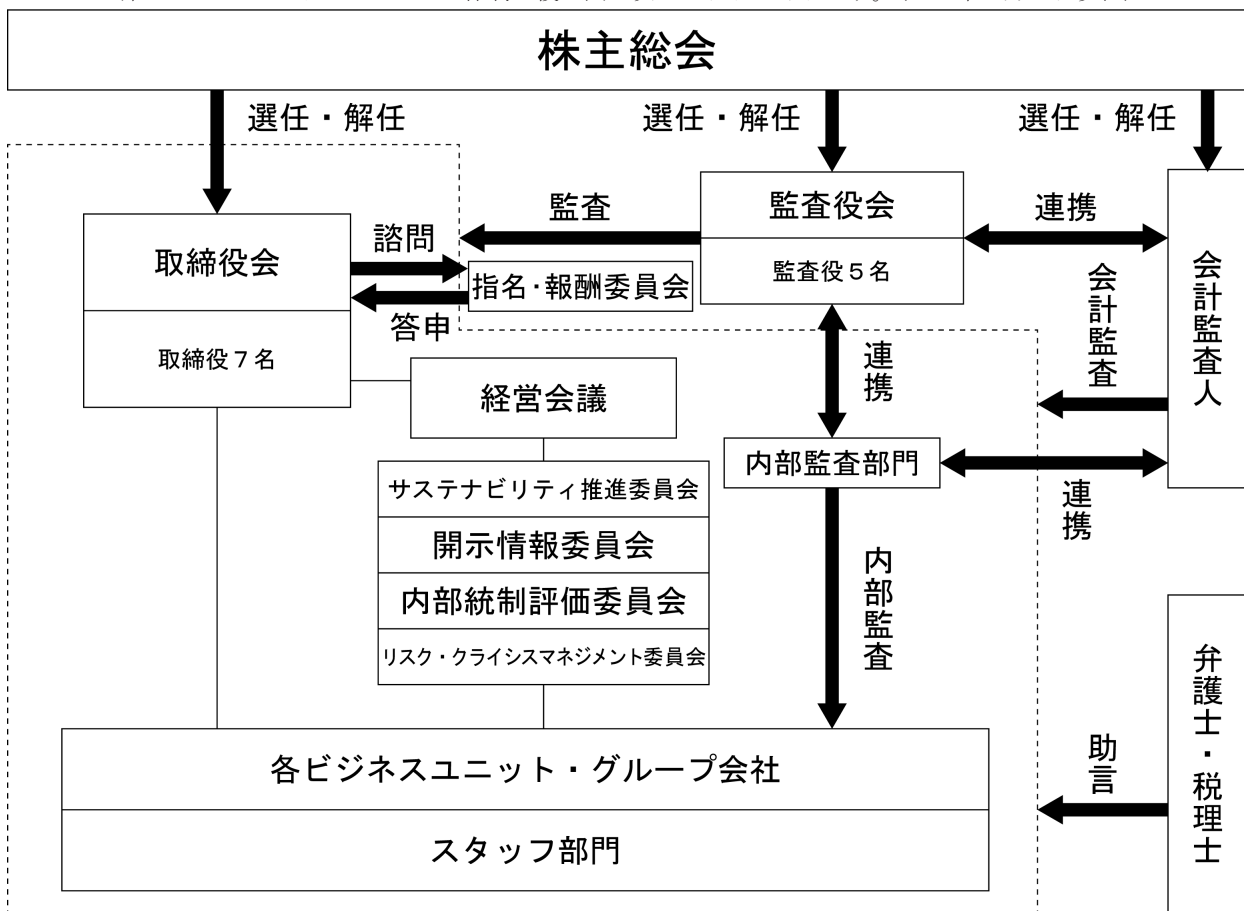 株主総会
選任・解任
選任・解任
選任・解任
監査役会
監査役5名
監査
連携
取締役会
取締役7名
諮問
指名・報酬委員会
答申
会計監査人
会計監査
連携
経営会議
内部監査部門
連携
サステナビリティ推進委員会
開示情報委員会
内部統制評価委員会
リスク・クライシスマネジメント委員会
内部監査
各ビジネスユニット・グループ会社
スタッフ部門
助言
弁護士・税理士